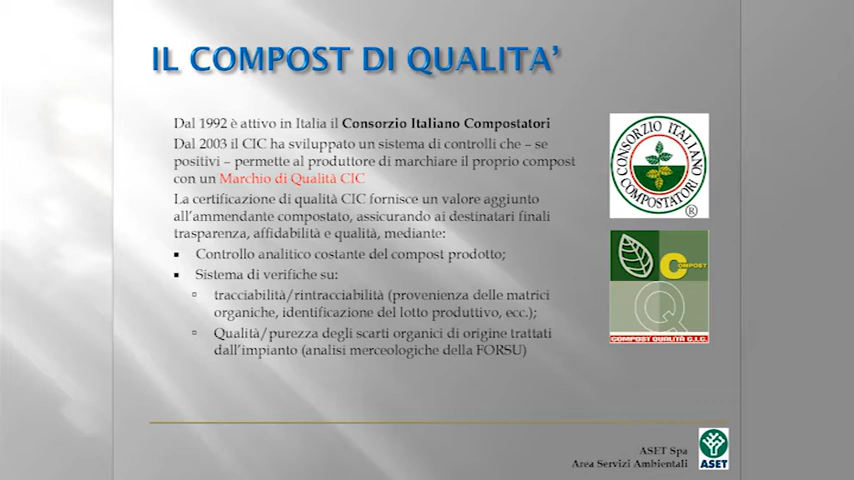 IL COMPOST DI QUALITA'
Dal 1992 è attivo in Italia il Consorzio Italiano Compostatori
Dal 2003 il CIC ha sviluppato un sistema di controlli che – se
positivi – permette al produttore di marchiare il proprio compost
con un Marchio di Qualità CIC
La certificazione di qualità CIC fornisce un valore aggiunto
all'ammendante compostato, assicurando ai destinatari finali
trasparenza, affidabilità e qualità, mediante:
Controllo analitico costante del compost prodotto;
Sistema di verifiche su:
tracciabilità/rintracciabilità (provenienza delle matrici
organiche, identificazione del lotto produttivo, ecc.);
Qualità/purezza degli scarti organici di origine trattati
dall'impianto (analisi merceologiche della FORSU)
CONSORZIO ITALIANO
COMPOSTATORI
®
COMPOST
Q
COMPOST QUALITÀ C.I.C.
ASET Spa
Area Servizi Ambientali
ASET